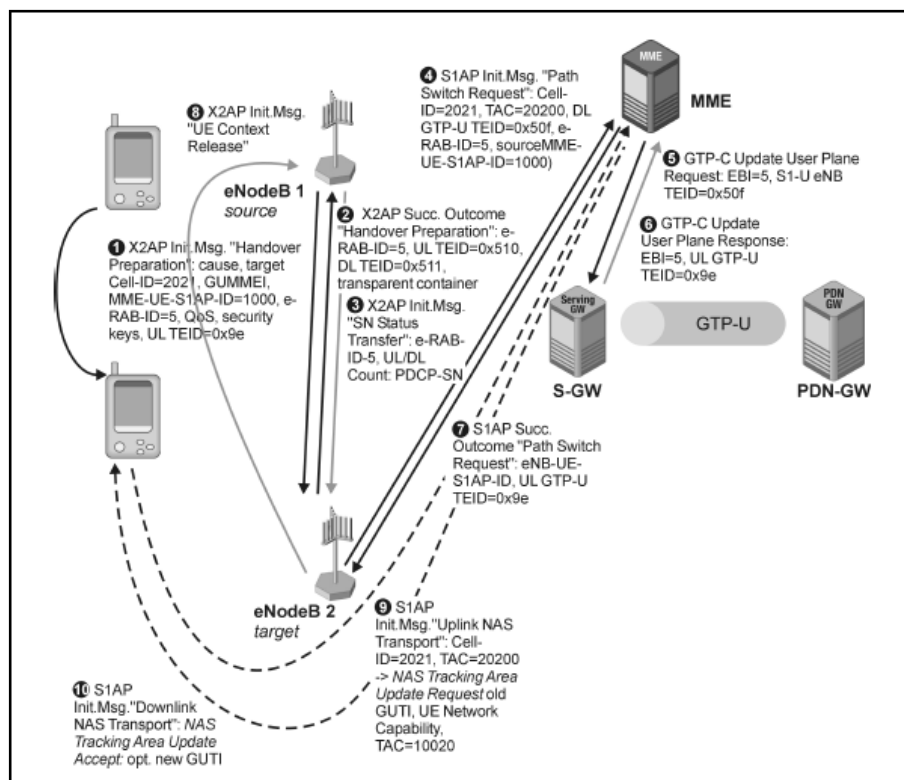 MME
MME
❹ S1AP Init.Msg. "Path
Switch Request": Cell-
ID=2021, TAC=20200, DL
GTP-U TEID=0x50f, e-
RAB-ID=5, sourceMME-
UE-S1AP-ID=1000)
❽ X2AP Init.Msg.
"UE Context
Release"
eNodeB 1
source
❺ GTP-C Update User Plane
Request: EBI=5, S1-U eNB
TEID=0x50f
❻ GTP-C Update
User Plane Response:
EBI=5, UL GTP-U
TEID=0x9e
❷ X2AP Succ. Outcome
"Handover Preparation": e-
RAB-ID=5, UL TEID=0x510,
DL TEID=0x511,
transparent container
❶ X2AP Init.Msg. "Handover
Preparation": cause, target
Cell-ID=2021, GUMMEI,
MME-UE-S1AP-ID=1000, e-
RAB-ID=5, QoS, security
keys, UL TEID=0x9e
❸ X2AP Init.Msg.
"SN Status
Transfer": e-RAB-
ID-5, UL/DL
Count: PDCP-SN
Serving
GW
S-GW
GTP-U
PDN
GW
PDN-GW
❼ S1AP Succ.
Outcome "Path Switch
Request": eNB-UE-
S1AP-ID, UL GTP-U
TEID=0x9e
eNodeB 2
target
❾ S1AP
Init.Msg."Uplink NAS
Transport": Cell-
ID=2021, TAC=20200
-> NAS Tracking Area
Update Request old
GUTI, UE Network
Capability,
TAC=10020
❿ S1AP
Init.Msg."Downlink
NAS Transport": NAS
Tracking Area Update
Accept: opt. new GUTI